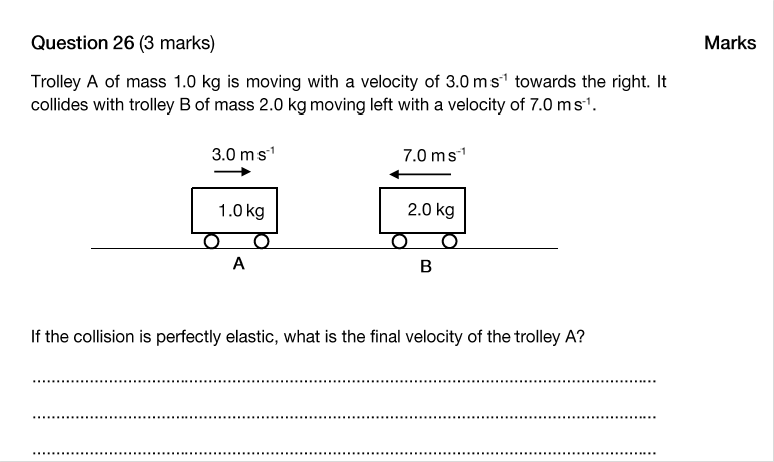 Question 26 (3 marks) Marks
Trolley A of mass 1.0 kg is moving with a velocity of 3.0 m s⁻¹ towards the right. It
collides with trolley B of mass 2.0 kg moving left with a velocity of 7.0 m s⁻¹.
3.0 m s⁻¹ 7.0 m s⁻¹
1.0 kg 2.0 kg
A B
If the collision is perfectly elastic, what is the final velocity of the trolley A?